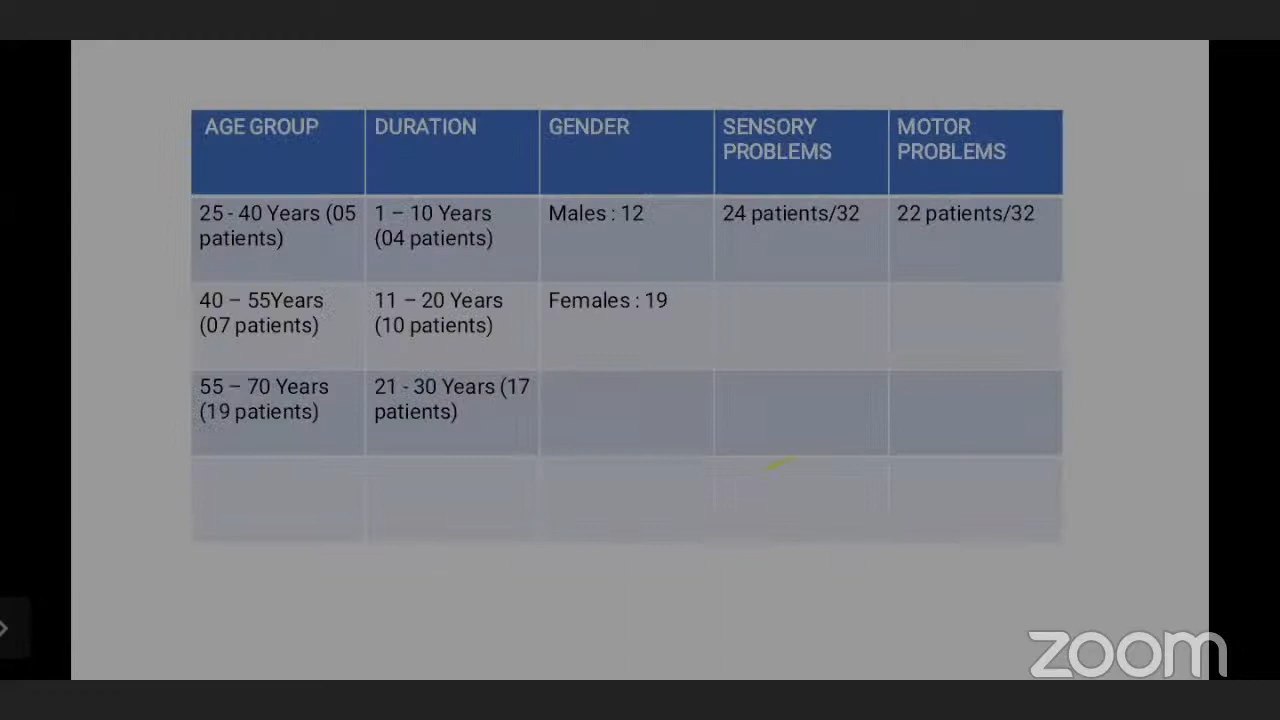 AGE GROUP
DURATION
GENDER
SENSORY
PROBLEMS
MOTOR
PROBLEMS
25 - 40 Years (05
patients)
1 – 10 Years
(04 patients)
Males : 12
24 patients/32
22 patients/32
40 – 55Years
(07 patients)
11 – 20 Years
(10 patients)
Females : 19
55 – 70 Years
(19 patients)
21 - 30 Years (17
patients)
zoom